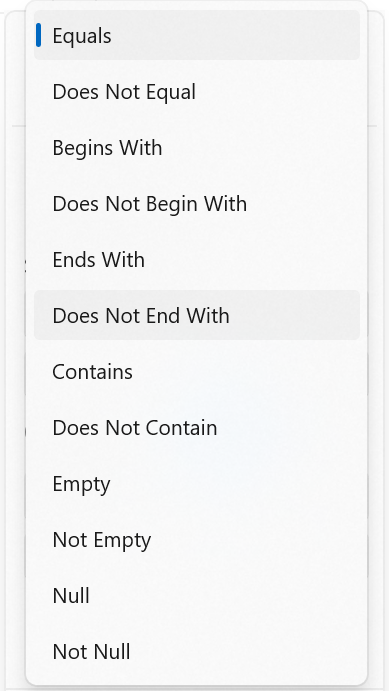 Equals
Does Not Equal
Begins With
Does Not Begin With
Ends With
Does Not End With
Contains
Does Not Contain
Empty
Not Empty
Null
Not Null